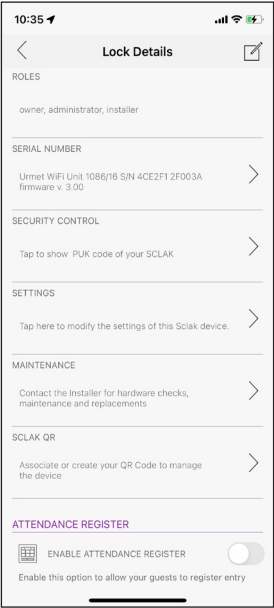 10:35
Lock Details
ROLES
owner, administrator, installer
SERIAL NUMBER
Urmet WiFi Unit 1086/16 S/N 4CE2F1 2F003A
firmware v. 3.00
SECURITY CONTROL
Tap to show  PUK code of your SCLAK
SETTINGS
Tap here to modify the settings of this Sclak device.
MAINTENANCE
Contact the Installer for hardware checks,
maintenance and replacements
SCLAK QR
Associate or create your QR Code to manage
the device
ATTENDANCE REGISTER
ENABLE ATTENDANCE REGISTER
Enable this option to allow your guests to register entry